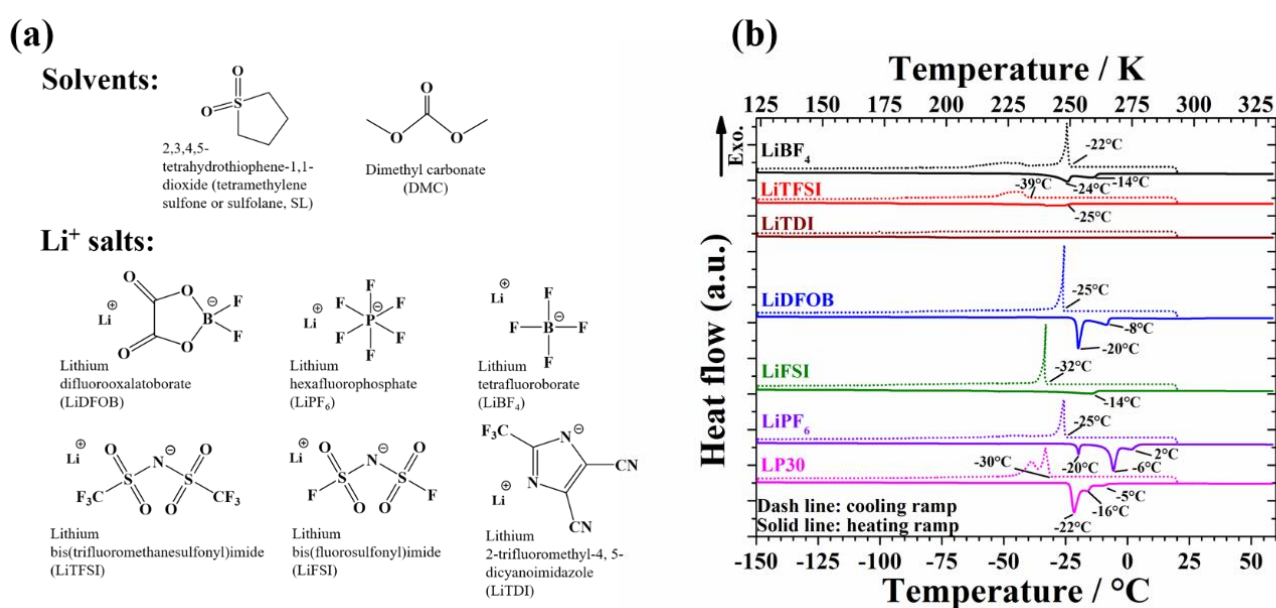 (a)
Solvents:
O
O
S
2,3,4,5-
tetrahydrothiophene-1,1-
dioxide (tetramethylene
sulfone or sulfolane, SL)
O
O
O
Dimethyl carbonate
(DMC)
Li+ salts:
⊕
Li
O
O
O
O
B
⊖
F
F
Lithium
difluorooxalatoborate
(LiDFOB)
⊕
Li
F
F
F
P
⊖
F
F
F
Lithium
hexafluorophosphate
(LiPF6)
⊕
Li
F
F
B
⊖
F
F
Lithium
tetrafluoroborate
(LiBF4)
⊕
Li
O
⊖
O
S
N
S
F3C
O
O
CF3
Lithium
bis(trifluoromethanesulfonyl)imide
(LiTFSI)
⊕
Li
O
⊖
O
S
N
S
F
O
O
F
Lithium
bis(fluorosulfonyl)imide
(LiFSI)
F3C
N
⊖
N
CN
⊕
Li
CN
Lithium
2-trifluoromethyl-4, 5-
dicyanoimidazole
(LiTDI)
(b)
Temperature / K
125 150 175 200 225 250 275 300 325
Exo.
LiBF4
-22°C
-24°C
-14°C
LiTFSI
-39°C
-25°C
LiTDI
LiDFOB
-25°C
-8°C
-20°C
LiFSI
-32°C
-14°C
LiPF6
-25°C
-20°C
-6°C
2°C
LP30
-30°C
-5°C
-16°C
-22°C
Dash line: cooling ramp
Solid line: heating ramp
Heat flow (a.u.)
-150 -125 -100 -75 -50 -25 0 25 50
Temperature / °C